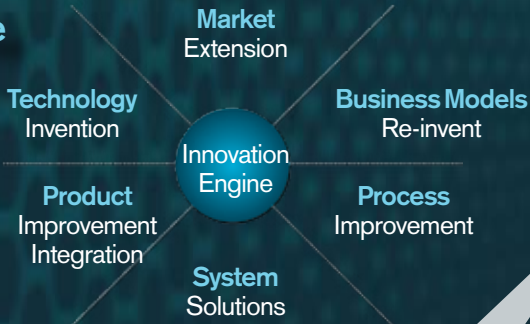 e
Market
Extension
Technology
Invention
Business Models
Re-invent
Innovation
Engine
Product
Improvement
Integration
Process
Improvement
System
Solutions